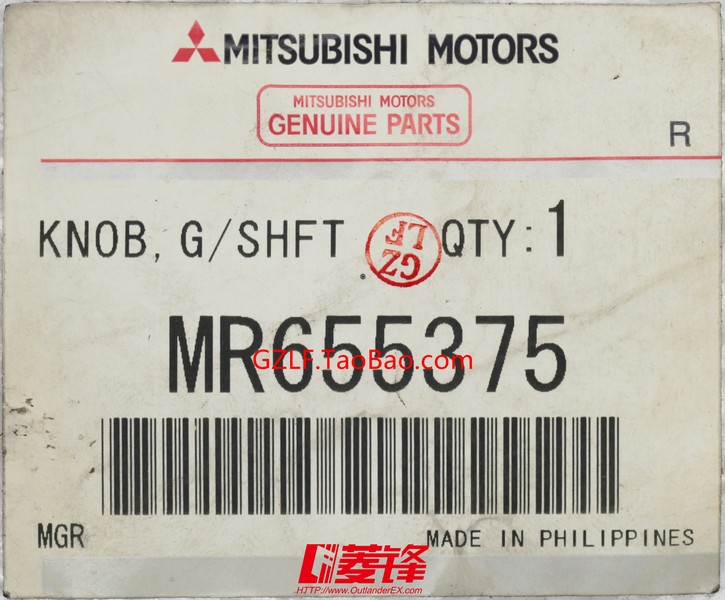 MITSUBISHI MOTORS
MITSUBISHI MOTORS
GENUINE PARTS
R
KNOB, G/SHFT
GZ
LF
QTY:1
MR655375
GZLF.TaoBao.com
MGR
MADE IN PHILIPPINES
菱锋
HTTP://www.OutlanderEX.com